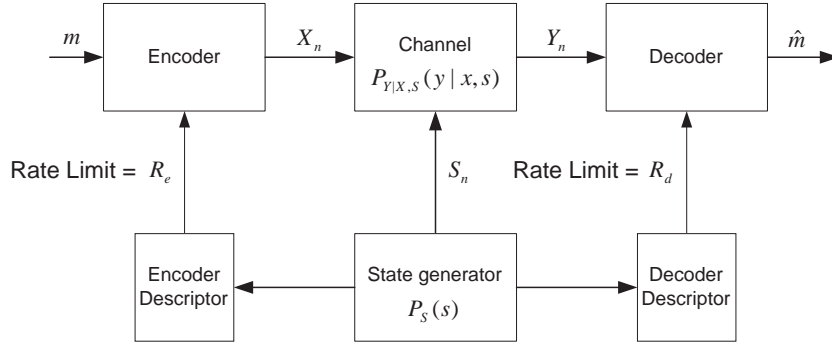 m
X_n
Y_n
m̂
Encoder
Channel
P_{Y|X,S}(y | x, s)
Decoder
Rate Limit = R_e
S_n
Rate Limit = R_d
Encoder
Descriptor
State generator
P_S(s)
Decoder
Descriptor